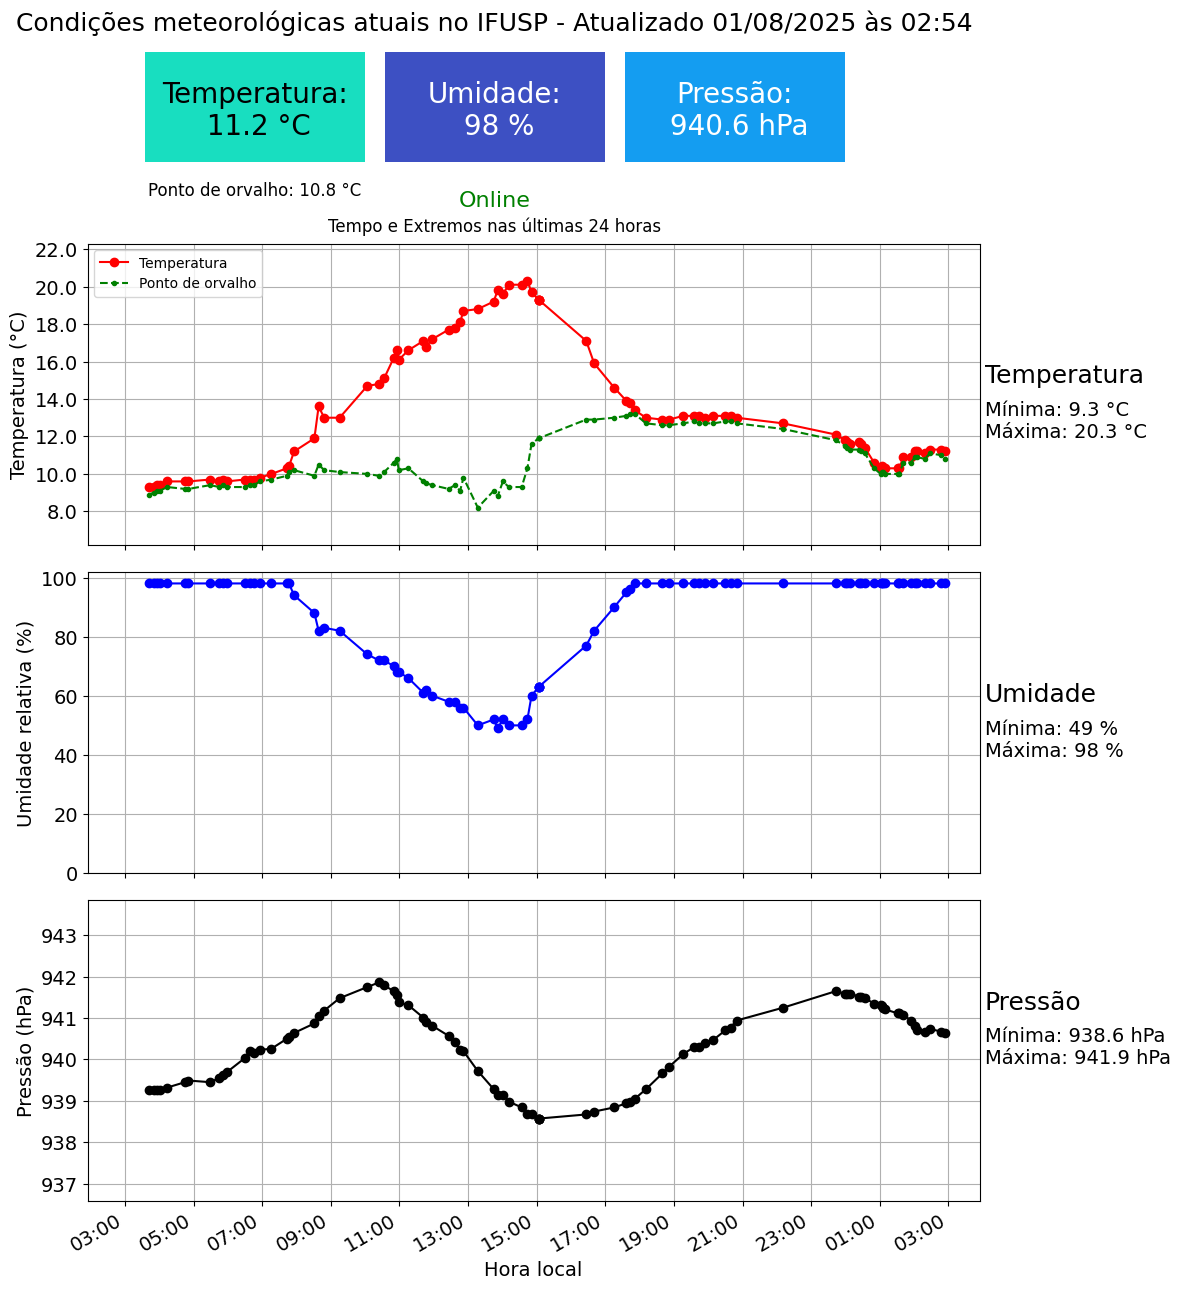 Condições meteorológicas atuais no IFUSP - Atualizado 01/08/2025 às 02:54
Temperatura:
11.2 °C
Umidade:
98 %
Pressão:
940.6 hPa
Ponto de orvalho: 10.8 °C
Online
Tempo e Extremos nas últimas 24 horas
Temperatura (°C)
22.0
20.0
18.0
16.0
14.0
12.0
10.0
8.0
Temperatura
Ponto de orvalho
Temperatura
Mínima: 9.3 °C
Máxima: 20.3 °C
Umidade relativa (%)
100
80
60
40
20
0
Umidade
Mínima: 49 %
Máxima: 98 %
Pressão (hPa)
943
942
941
940
939
938
937
Pressão
Mínima: 938.6 hPa
Máxima: 941.9 hPa
03:00 05:00 07:00 09:00 11:00 13:00 15:00 17:00 19:00 21:00 23:00 01:00 03:00
Hora local